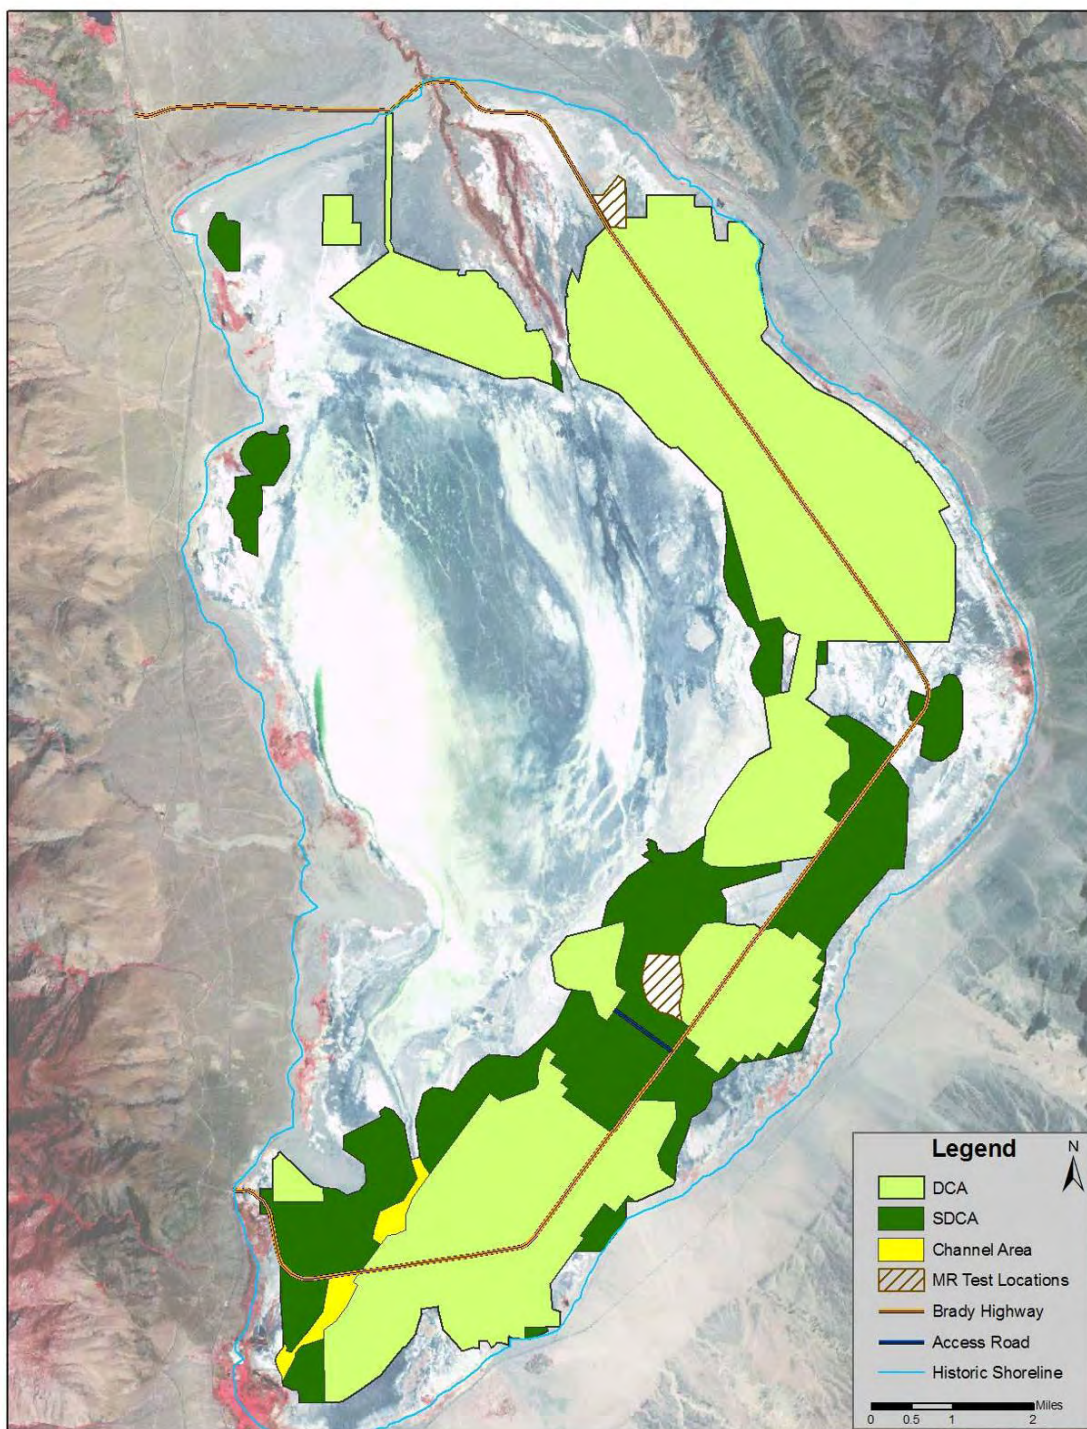 Legend
N
DCA
SDCA
Channel Area
MR Test Locations
Brady Highway
Access Road
Historic Shoreline
Miles
0 0.5 1 2